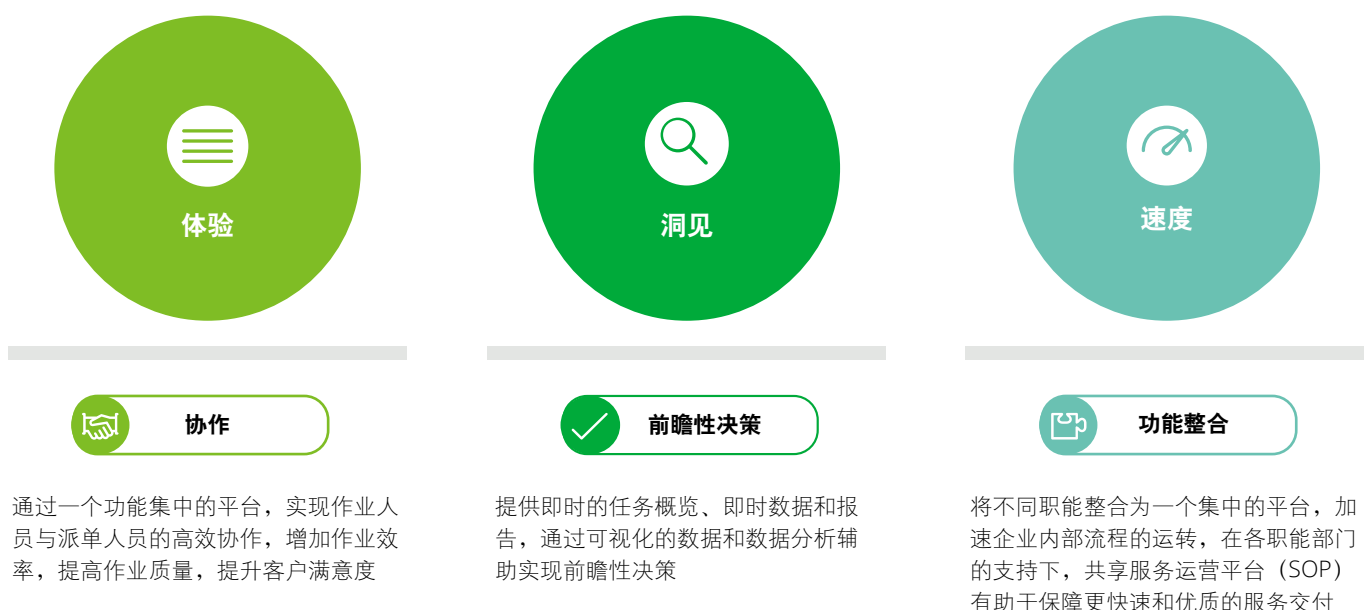 体验
洞见
速度
协作
前瞻性决策
功能整合
通过一个功能集中的平台，实现作业人
员与派单人员的高效协作，增加作业效
率，提高作业质量，提升客户满意度
提供即时的任务概览、即时数据和报
告，通过可视化的数据和数据分析辅
助实现前瞻性决策
将不同职能整合为一个集中的平台，加
速企业内部流程的运转，在各职能部门
的支持下，共享服务运营平台（SOP）
有助于保障更快速和优质的服务交付